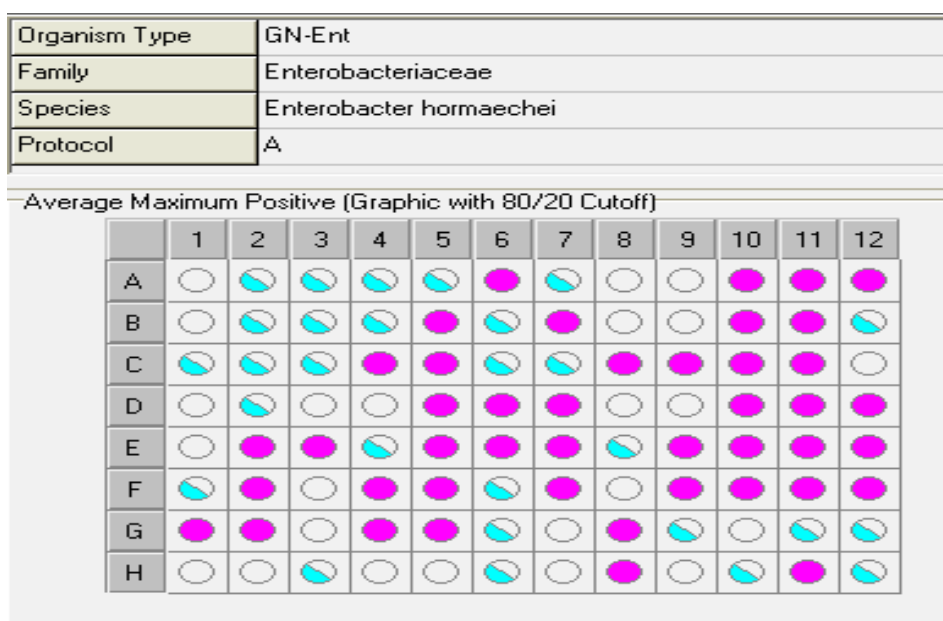 Organism Type GN-Ent
Family Enterobacteriaceae
Species Enterobacter hormaechei
Protocol A
Average Maximum Positive (Graphic with 80/20 Cutoff)
1 2 3 4 5 6 7 8 9 10 11 12
A
B
C
D
E
F
G
H